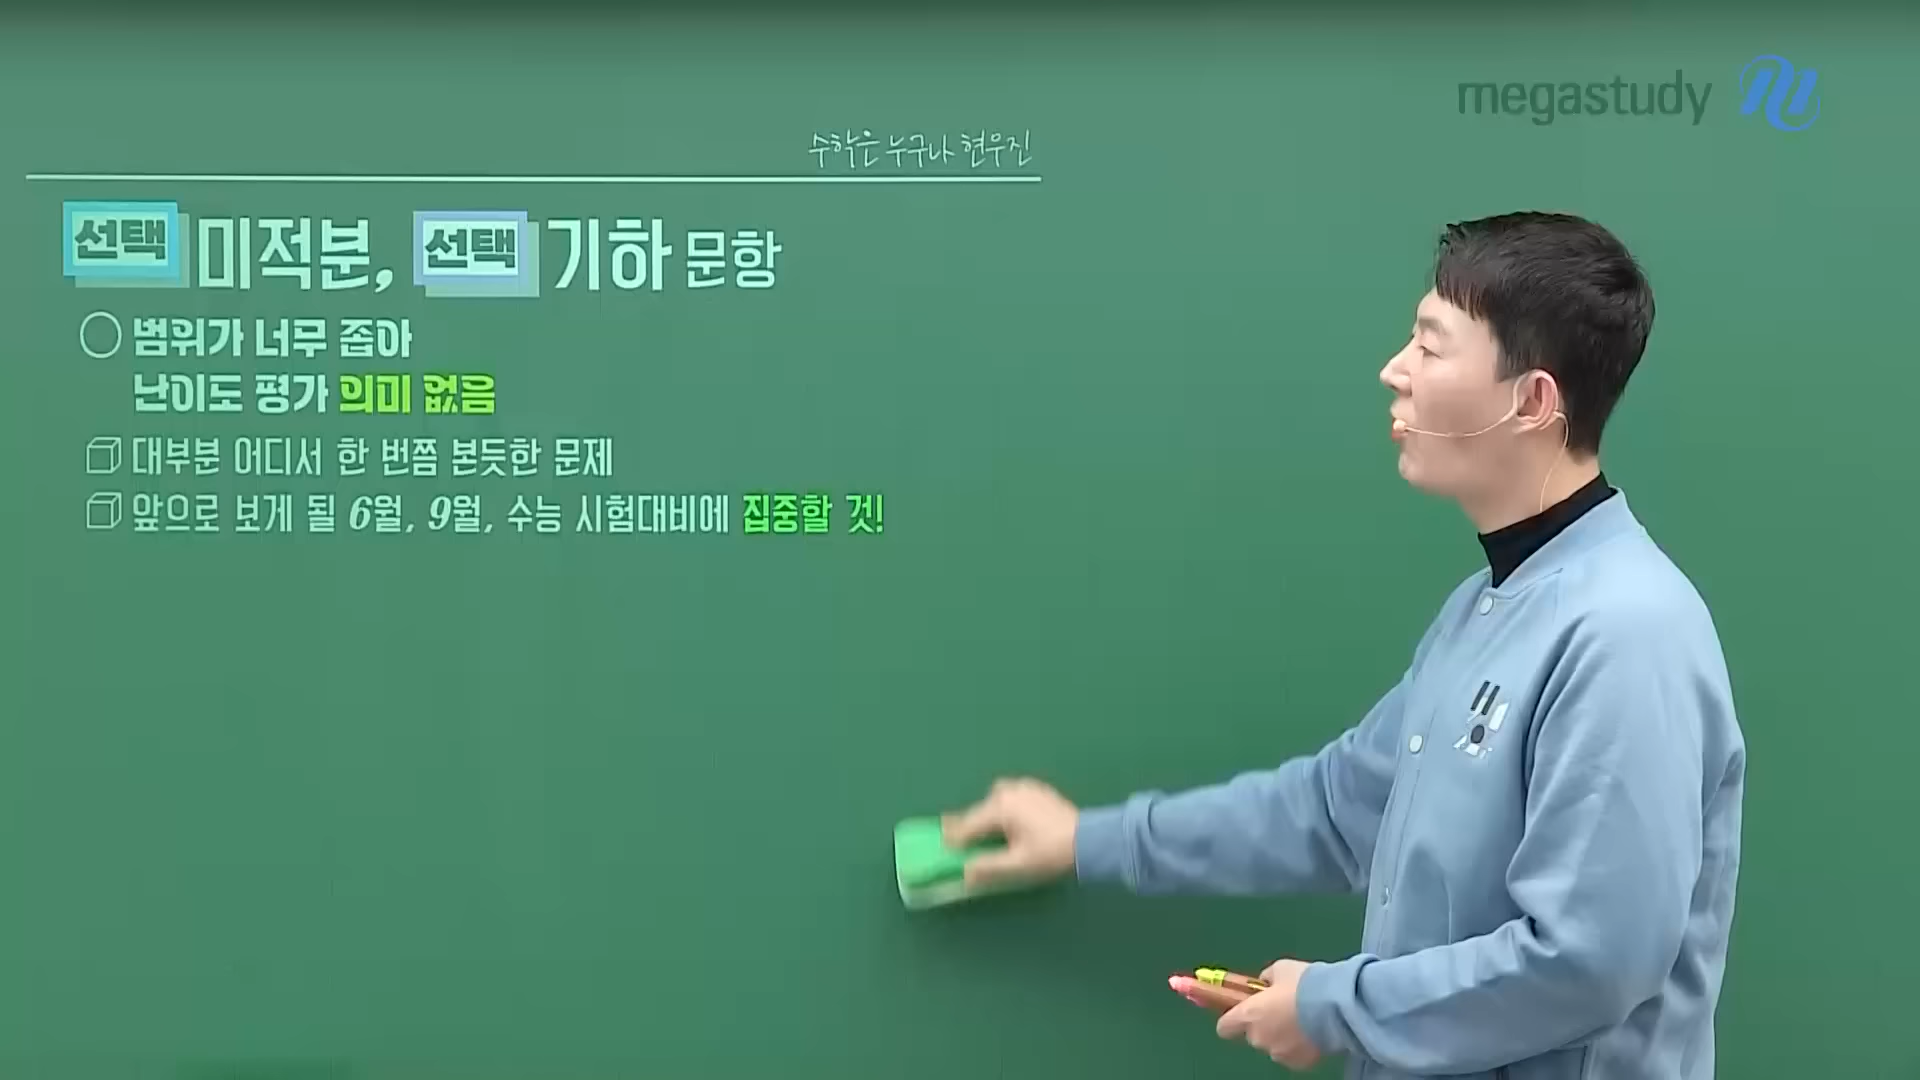 megastudy
수학은 누구나 현우진
선택 미적분, 선택 기하 문항
범위가 너무 좁아
난이도 평가 의미 없음
대부분 어디서 한 번쯤 본듯한 문제
앞으로 보게 될 6월, 9월, 수능 시험대비에 집중할 것!